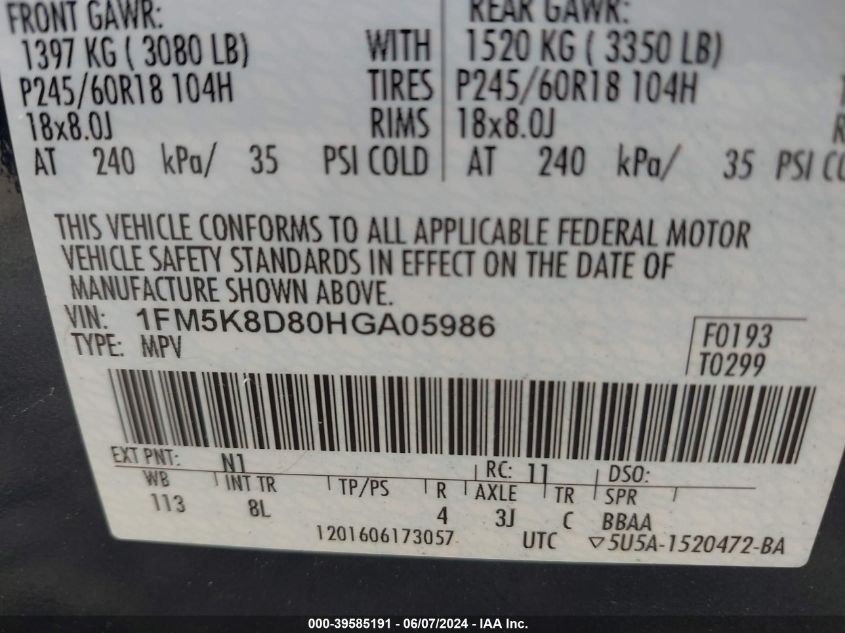 FRONT GAWR: REAR GAWR:
1397 KG ( 3080 LB) WITH 1520 KG ( 3350 LB)
P245/60R18 104H TIRES P245/60R18 104H
18x8.0J RIMS 18x8.0J
AT 240 kPa/ 35 PSI COLD AT 240 kPa/ 35 PSI
THIS VEHICLE CONFORMS TO ALL APPLICABLE FEDERAL MOTOR
VEHICLE SAFETY STANDARDS IN EFFECT ON THE DATE OF
MANUFACTURE SHOWN ABOVE.
VIN: 1FM5K8D80HGA05986 F0193
TYPE: MPV T0299
EXT PNT: N1 RC: 11 DSO:
WB INT TR TP/PS R AXLE TR SPR
113 8L 4 3J C BBAA
1201606173057 UTC ▽5U5A-1520472-BA
000-39585191 - 06/07/2024 - IAA Inc.